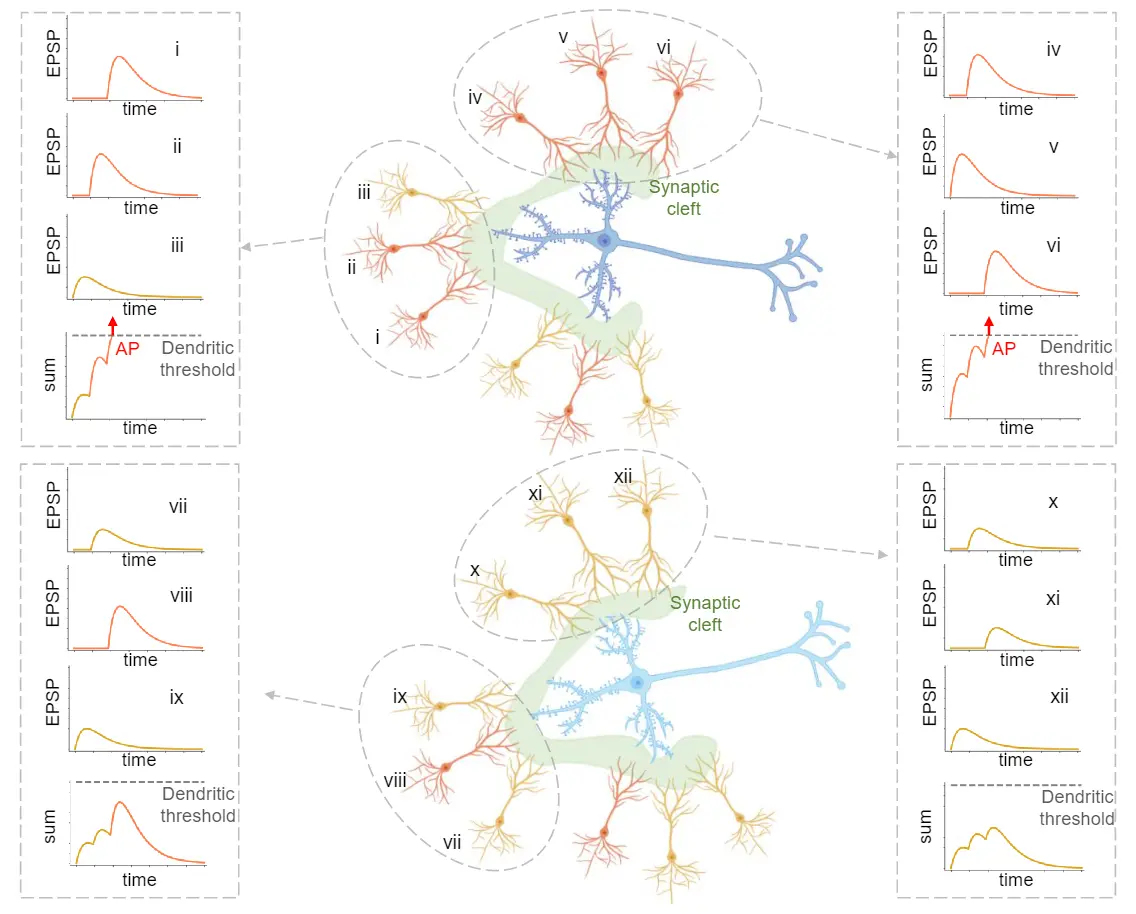 EPSP
i
time
EPSP
ii
time
EPSP
iii
time
AP
Dendritic
threshold
sum
time
v
vi
iv
iii
ii
i
Synaptic
cleft
EPSP
iv
time
EPSP
v
time
EPSP
vi
time
AP
Dendritic
threshold
sum
time
EPSP
vii
time
EPSP
viii
time
EPSP
ix
time
Dendritic
threshold
sum
time
xii
xi
x
Synaptic
cleft
ix
viii
vii
EPSP
x
time
EPSP
xi
time
EPSP
xii
time
Dendritic
threshold
sum
time